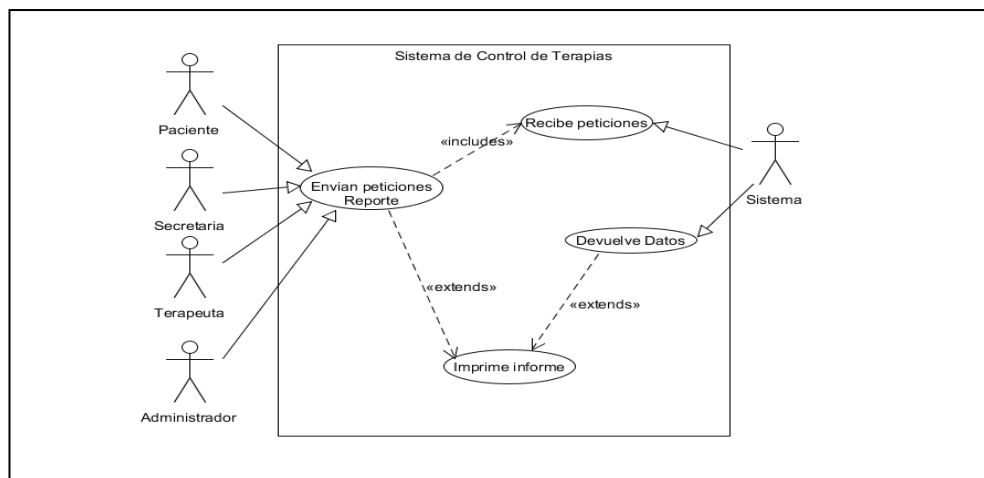 Sistema de Control de Terapias
Paciente
Recibe peticiones
«includes»
Envian peticiones
Reporte
Sistema
Secretaria
Devuelve Datos
«extends»
«extends»
Terapeuta
Imprime informe
Administrador